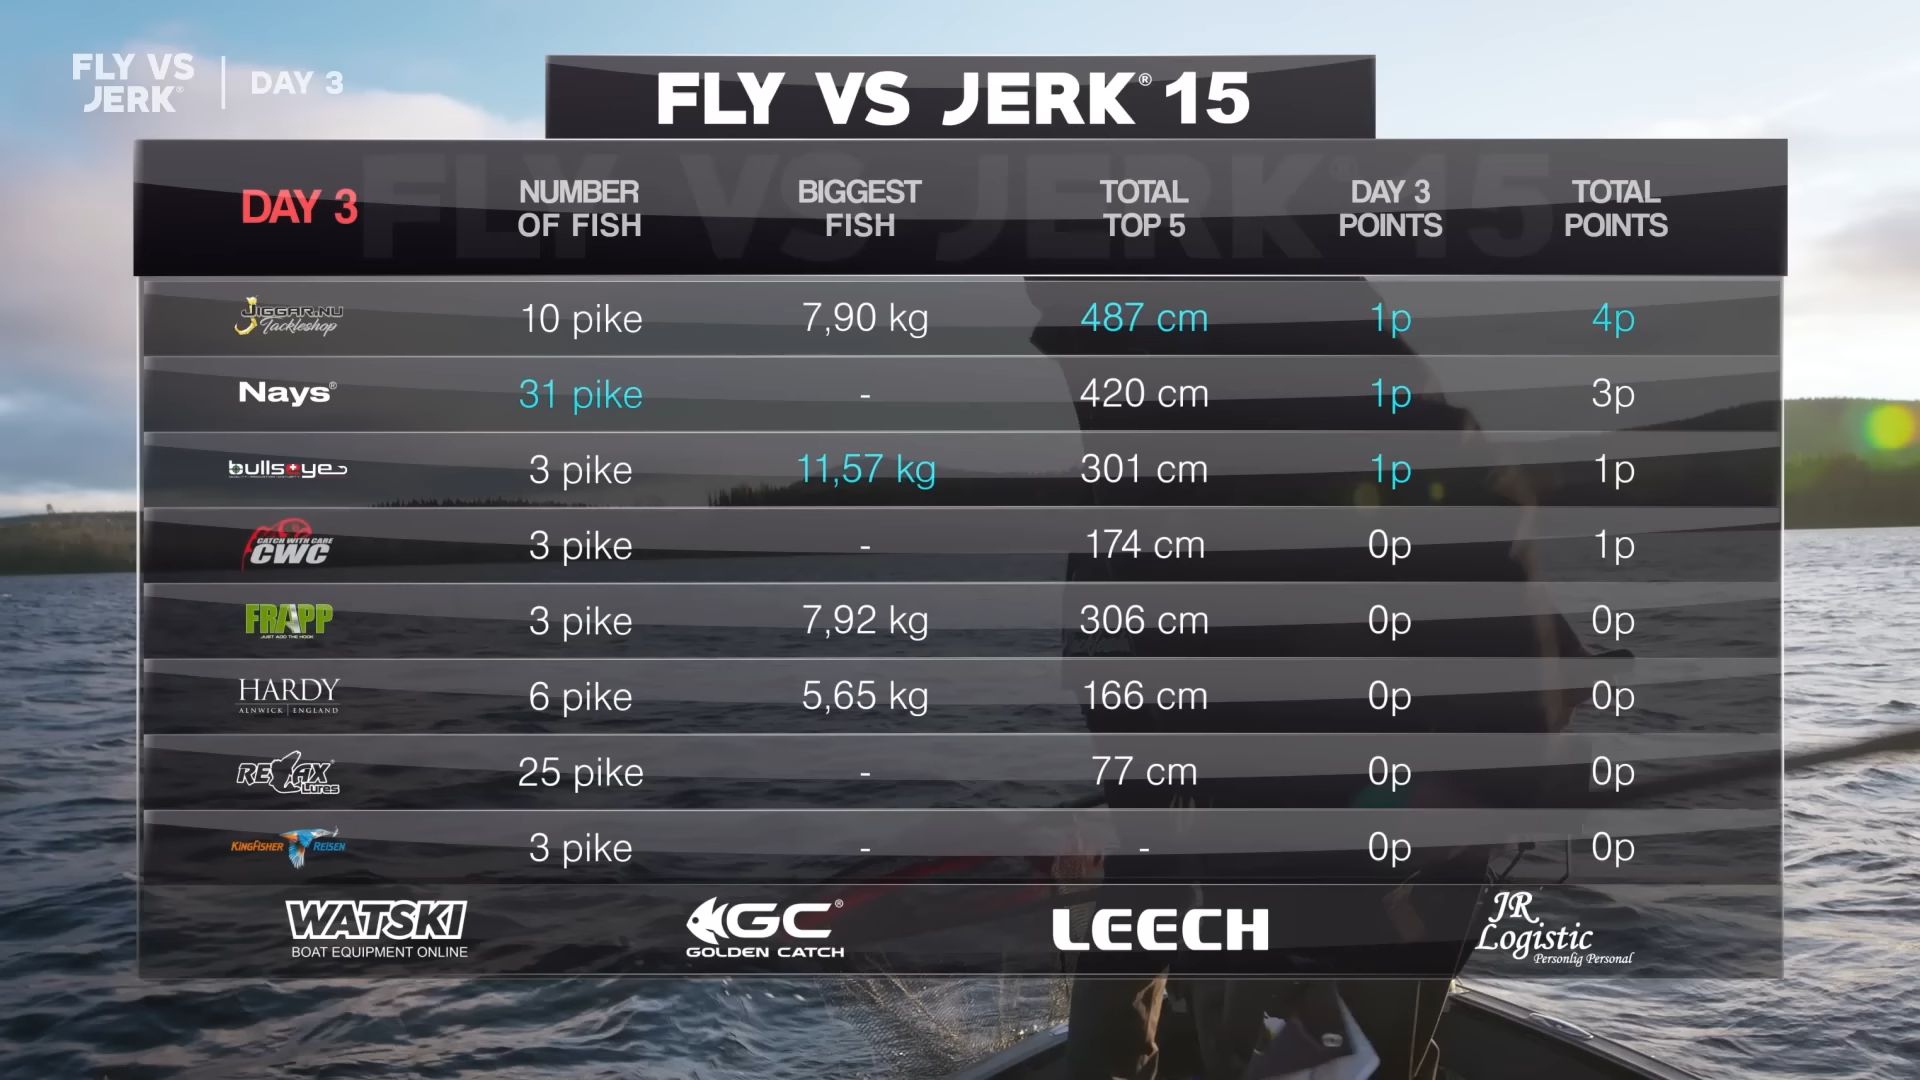 FLY VS
JERK® | DAY 3
FLY VS JERK® 15
DAY 3
NUMBER
OF FISH
BIGGEST
FISH
TOTAL
TOP 5
DAY 3
POINTS
TOTAL
POINTS
JIGGAR.NU
Tackleshop
10 pike 7,90 kg 487 cm 1p 4p
Nays® 31 pike - 420 cm 1p 3p
bullseye 3 pike 11,57 kg 301 cm 1p 1p
CATCH WITH CARE
CWC 3 pike - 174 cm 0p 1p
FRAPP
JUST ADD THE HOOK
3 pike 7,92 kg 306 cm 0p 0p
HARDY
ALNWICK | ENGLAND
6 pike 5,65 kg 166 cm 0p 0p
RELAX
Lures
25 pike - 77 cm 0p 0p
KINGFISHER REISEN 3 pike - - 0p 0p
WATSKI
BOAT EQUIPMENT ONLINE
GC®
GOLDEN CATCH
LEECH
JR
Logistic
Personlig Personal